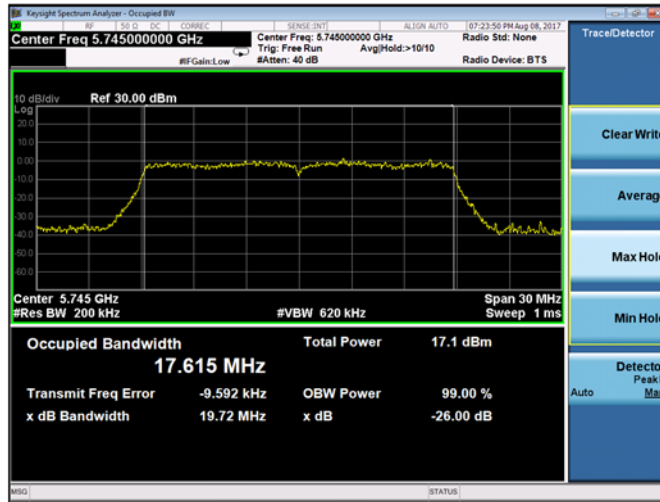 Keysight Spectrum Analyzer - Occupied BW
RF 50 Ω DC CORREC SENSE:INT ALIGN AUTO 07:23:50 PM Aug 08, 2017
Center Freq 5.745000000 GHz
Center Freq: 5.745000000 GHz
Radio Std: None
Trace/Detector
Trig: Free Run
Avg|Hold:>10/10
#IFGain:Low
#Atten: 40 dB
Radio Device: BTS
10 dB/div
Ref 30.00 dBm
Log
20.0
10.0
0.00
-10.0
-20.0
-30.0
-40.0
-50.0
-60.0
Center 5.745 GHz
Span 30 MHz
#Res BW 200 kHz
#VBW 620 kHz
Sweep 1 ms
Occupied Bandwidth
Total Power
17.1 dBm
17.615 MHz
Transmit Freq Error
-9.592 kHz
OBW Power
99.00 %
x dB Bandwidth
19.72 MHz
x dB
-26.00 dB
Clear Write
Averag
Max Hol
Min Hol
Detecto
Peak
Auto
Ma
MSG
STATUS